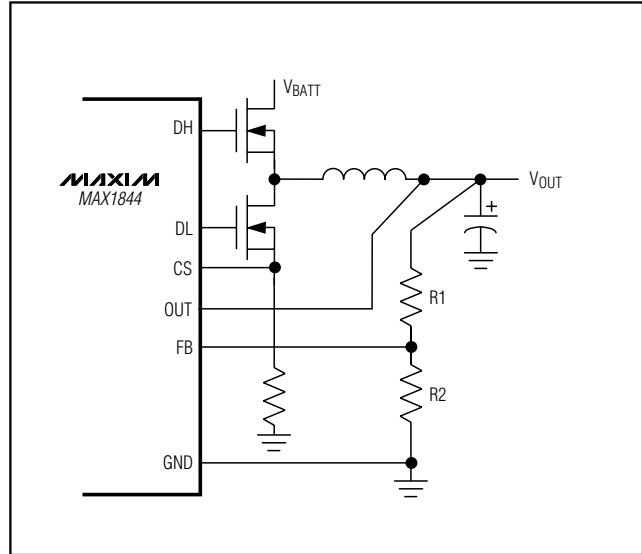 VBATT
DH
MAXIM
MAX1844
VOUT
DL
+
CS
OUT
R1
FB
R2
GND